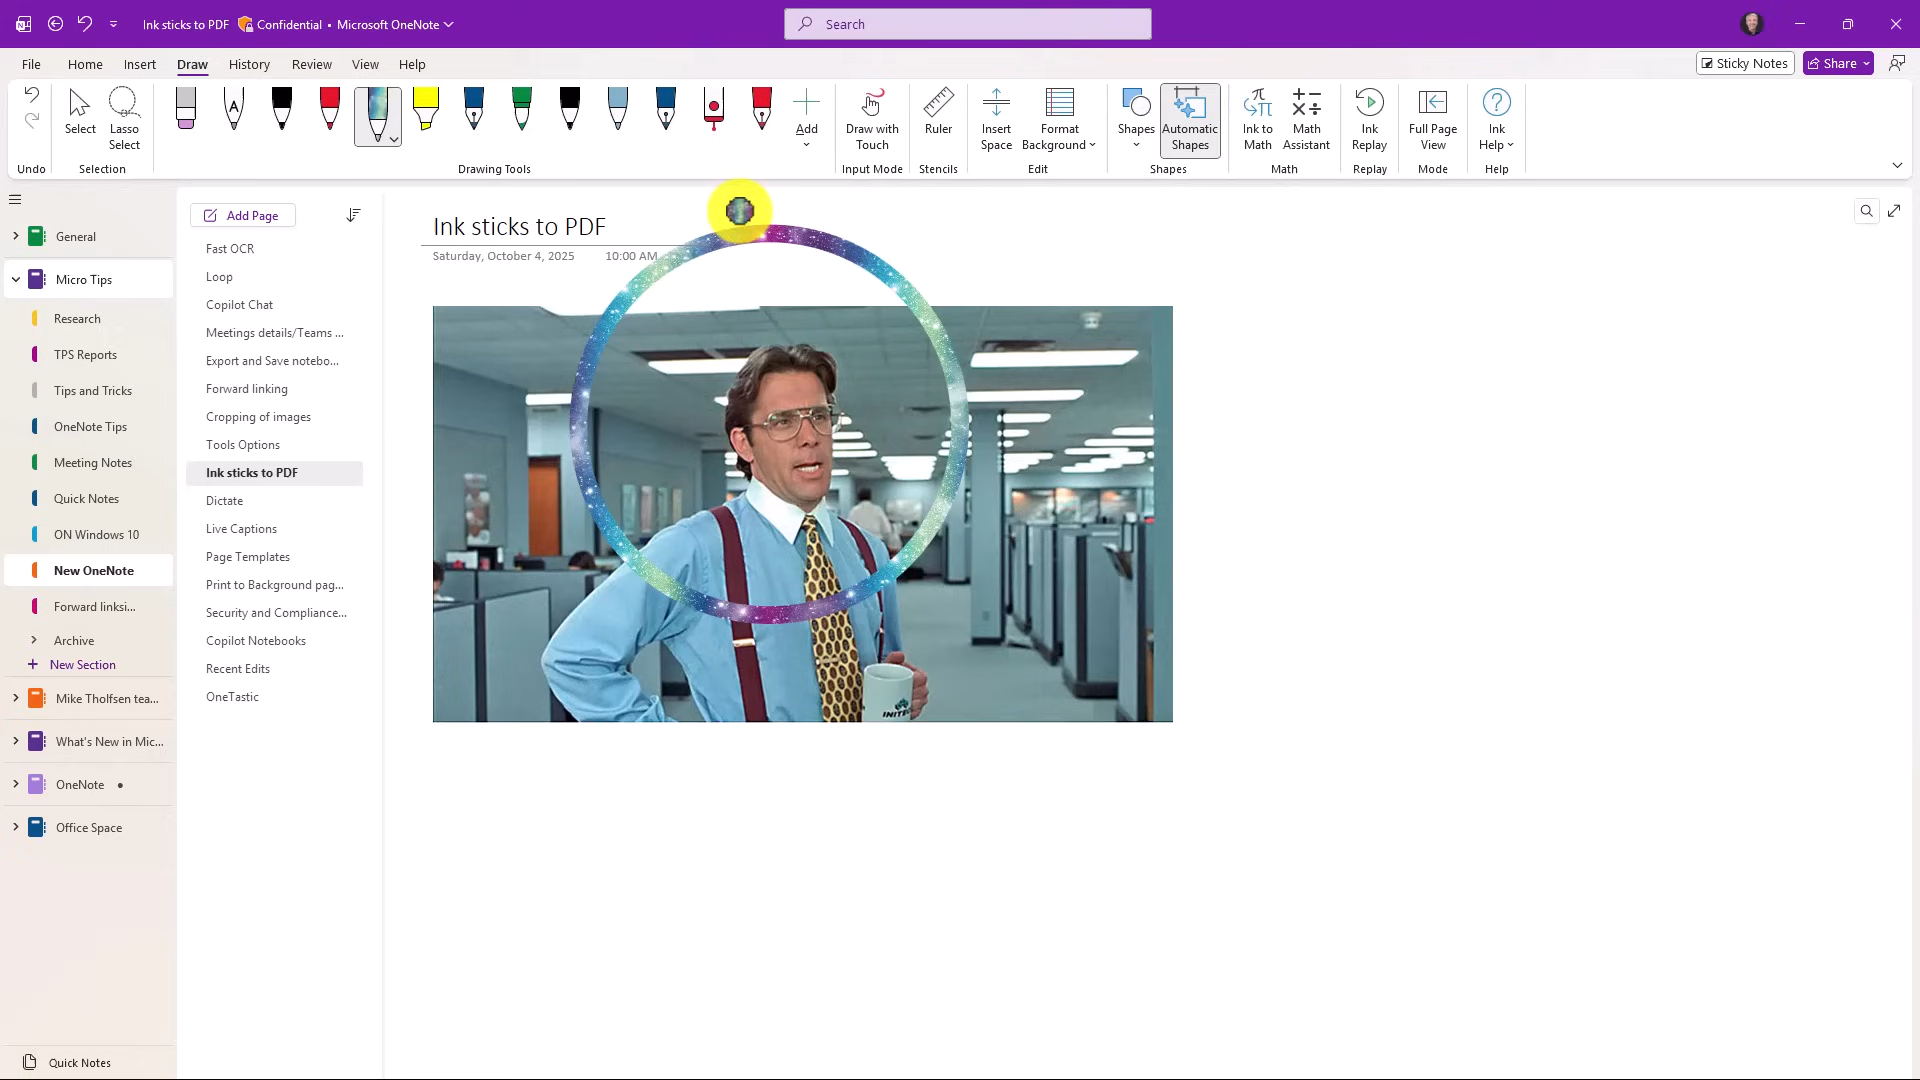 Ink sticks to PDF Confidential • Microsoft OneNote
Search
File Home Insert Draw History Review View Help
Sticky Notes Share
Select Lasso Select
A
Add
Draw with Touch
Ruler
Insert Space
Format Background
Shapes
Automatic Shapes
Ink to Math
Math Assistant
Ink Replay
Full Page View
Ink Help
Undo Selection Drawing Tools Input Mode Stencils Edit Shapes Math Replay Mode Help
General
Micro Tips
Research
TPS Reports
Tips and Tricks
OneNote Tips
Meeting Notes
Quick Notes
ON Windows 10
New OneNote
Forward linksi...
Archive
New Section
Mike Tholfsen tea...
What's New in Mic...
OneNote •
Office Space
Quick Notes
Add Page
Fast OCR
Loop
Copilot Chat
Meetings details/Teams ...
Export and Save notebo...
Forward linking
Cropping of images
Tools Options
Ink sticks to PDF
Dictate
Live Captions
Page Templates
Print to Background pag...
Security and Compliance...
Copilot Notebooks
Recent Edits
OneTastic
Ink sticks to PDF
Saturday, October 4, 2025 10:00 AM